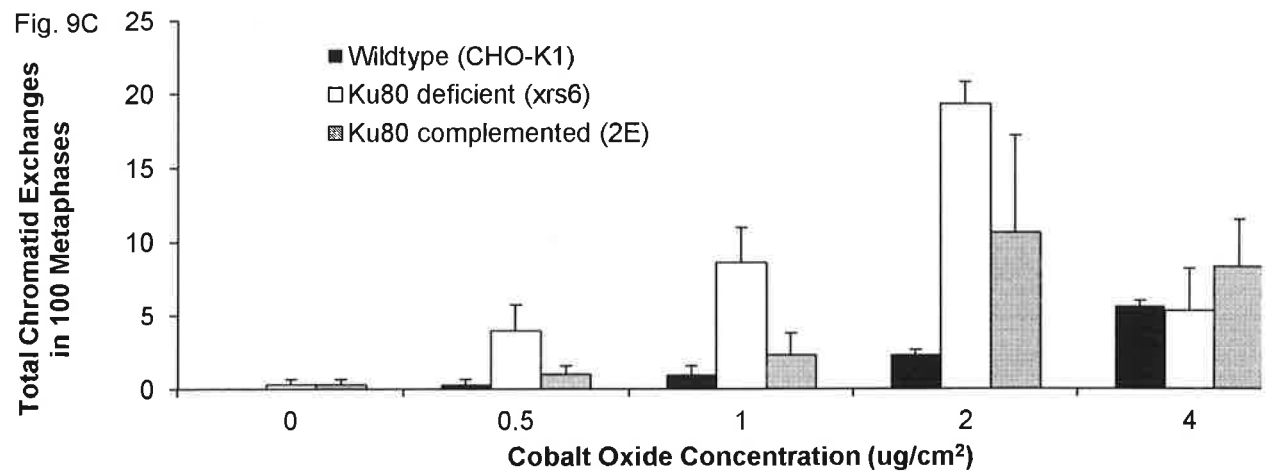 Fig. 9C
Total Chromatid Exchanges
in 100 Metaphases
25
20
15
10
5
0
Wildtype (CHO-K1)
Ku80 deficient (xrs6)
Ku80 complemented (2E)
0 0.5 1 2 4
Cobalt Oxide Concentration (ug/cm²)